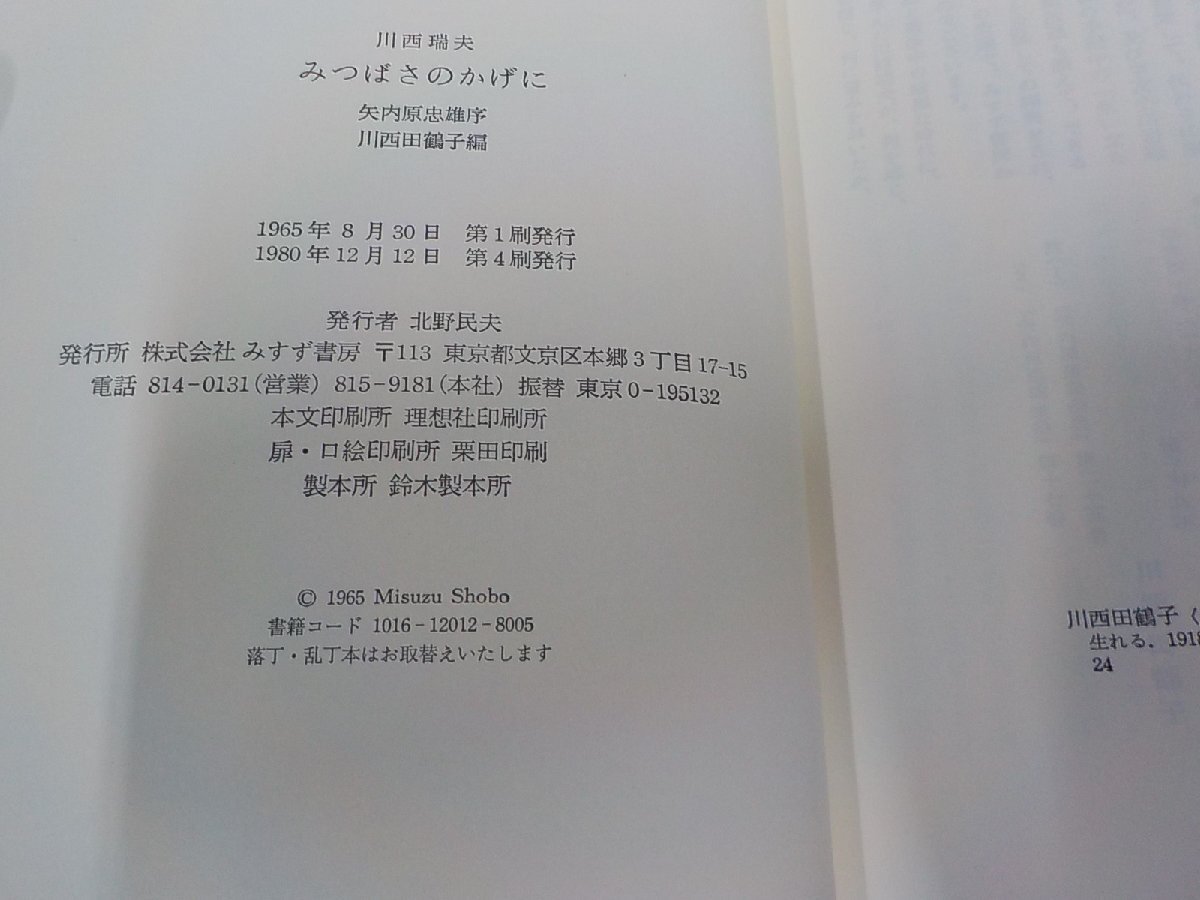 川西瑞夫
みつばさのかげに
矢内原忠雄序
川西田鶴子編
1965年8月30日 第1刷発行
1980年12月12日 第4刷発行
発行者 北野民夫
発行所 株式会社 みすず書房 〒113 東京都文京区本郷3丁目17-15
電話 814-0131(営業) 815-9181(本社) 振替 東京0-195132
本文印刷所 理想社印刷所
扉・口絵印刷所 栗田印刷
製本所 鈴木製本所
© 1965 Misuzu Shobo
書籍コード 1016-12012-8005
落丁・乱丁本はお取替えいたします
川西田鶴子〈
生れる. 1918
24